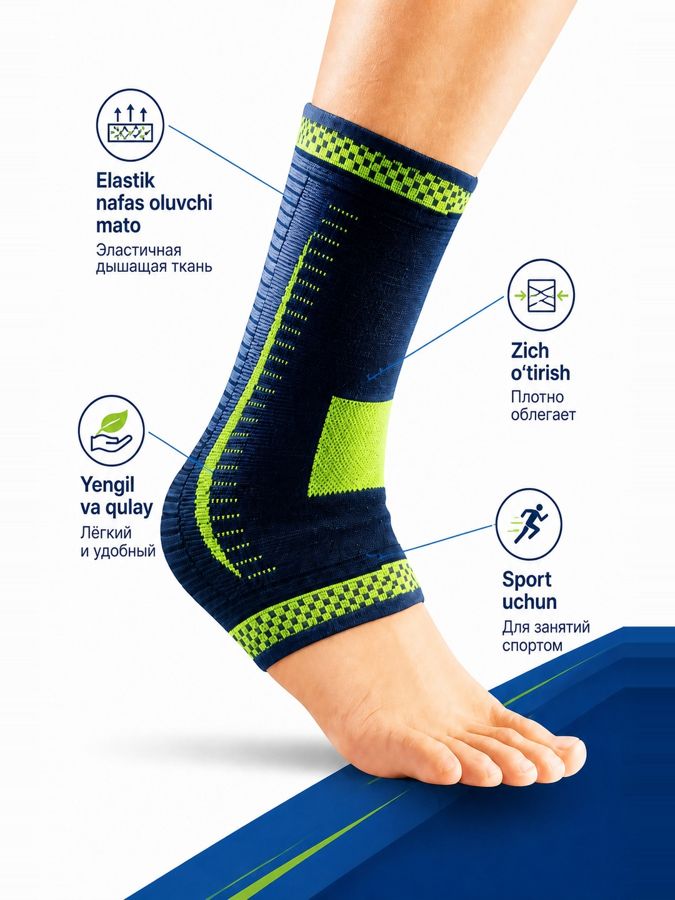 Elastik
nafas oluvchi
mato
Эластичная
дышащая ткань
Zich
o‘tirish
Плотно
облегает
Yengil
va qulay
Лёгкий
и удобный
Sport
uchun
Для занятий
спортом